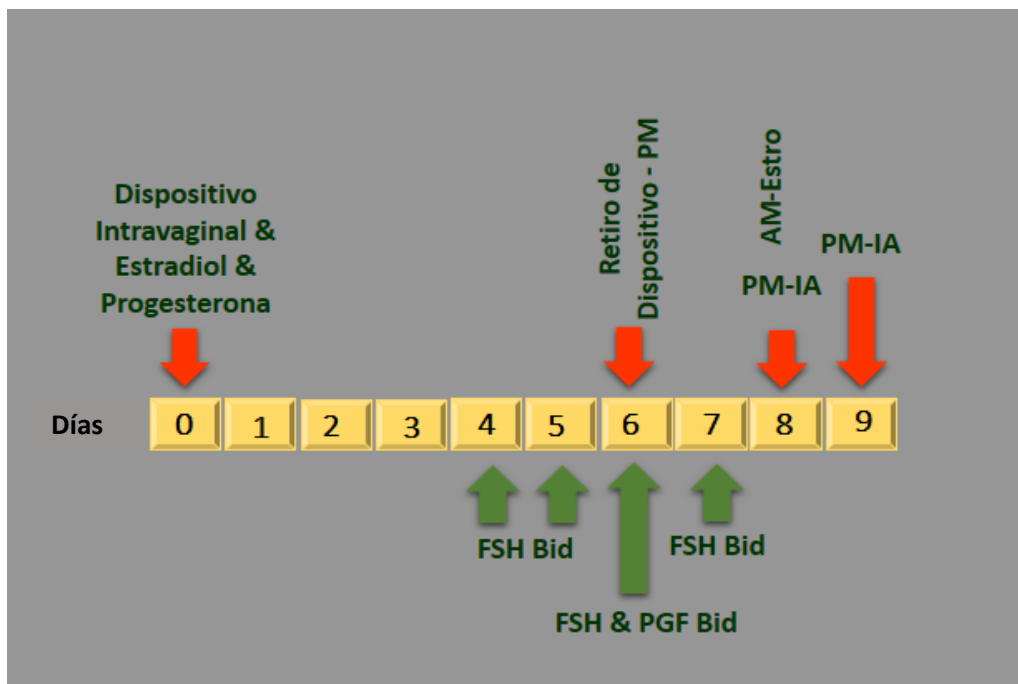 Dispositivo
Intravaginal &
Estradiol &
Progesterona
Retiro de
Dispositivo - PM
AM-Estro
PM-IA
PM-IA
Días
0 1 2 3 4 5 6 7 8 9
FSH Bid
FSH Bid
FSH & PGF Bid